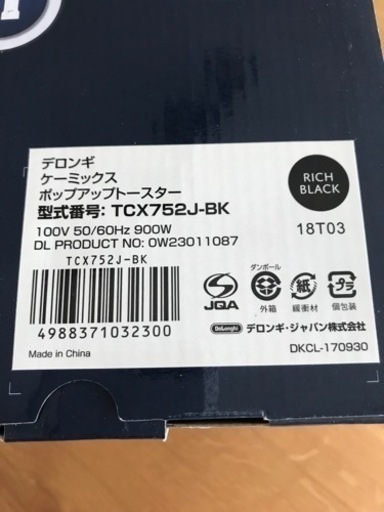 デロンギ
ケーミックス
ポップアップトースター
型式番号: TCX752J-BK
100V 50/60Hz 900W
DL PRODUCT NO: 0W23011087
TCX752J-BK
4988371032300
Made in China
RICH
BLACK
18T03
JQA
ダンボール
外箱
紙
緩衝材
プラ
個包装
DeLonghi デロンギ・ジャパン株式会社
DKCL-170930